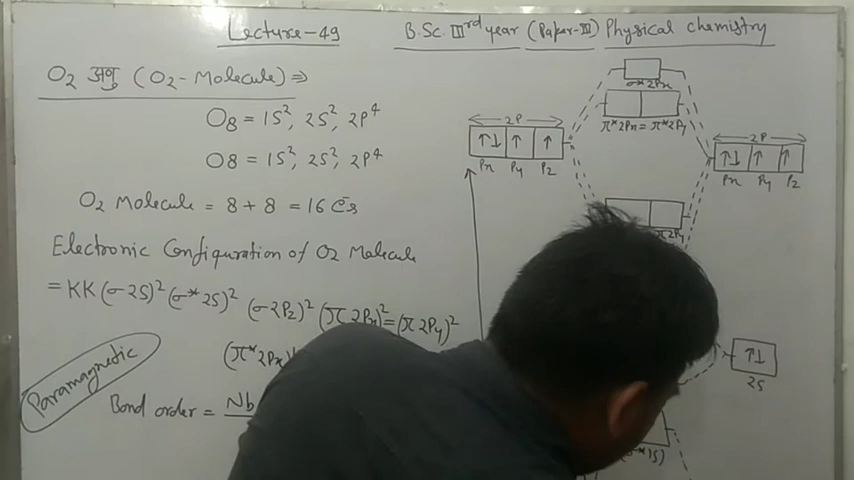 Lecture-49
B.Sc. IIIrd year (Paper-III) Physical chemistry
O2 अणु (O2-Molecule) ⇒
O8 = 1S², 2S², 2P⁴
O8 = 1S², 2S², 2P⁴
O2 Molecule = 8 + 8 = 16 e⁻s
Electronic Configuration of O2 Molecule
= KK (σ2S)² (σ*2S)² (σ2Pz)² (π2Px)² = (π2Py)²
(π*2Px)
Paramagnetic
Bond order = Nb
σ*2Px
π*2Px = π*2Py
2P
↑↓ ↑ ↑
Px Py Pz
2P
↑↓ ↑ ↑
Px Py Pz
π2Py
↑↓
2S
(σ*1S)